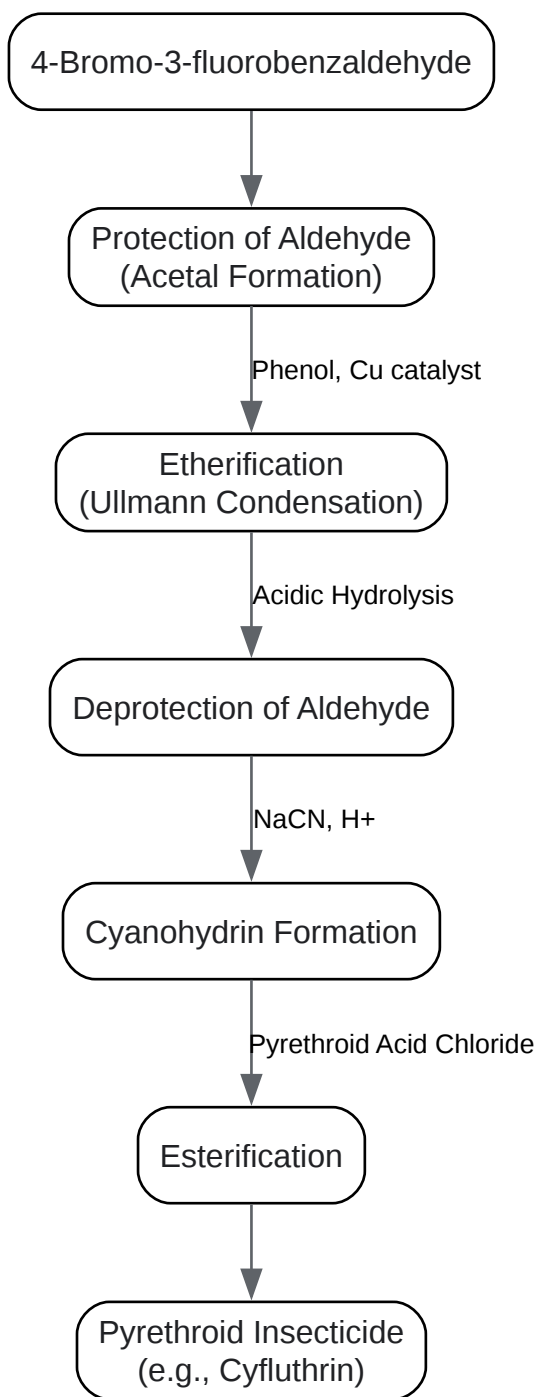 4-Bromo-3-fluorobenzaldehyde
Protection of Aldehyde
(Acetal Formation)
Phenol, Cu catalyst
Etherification
(Ullmann Condensation)
Acidic Hydrolysis
Deprotection of Aldehyde
NaCN, H+
Cyanohydrin Formation
Pyrethroid Acid Chloride
Esterification
Pyrethroid Insecticide
(e.g., Cyfluthrin)